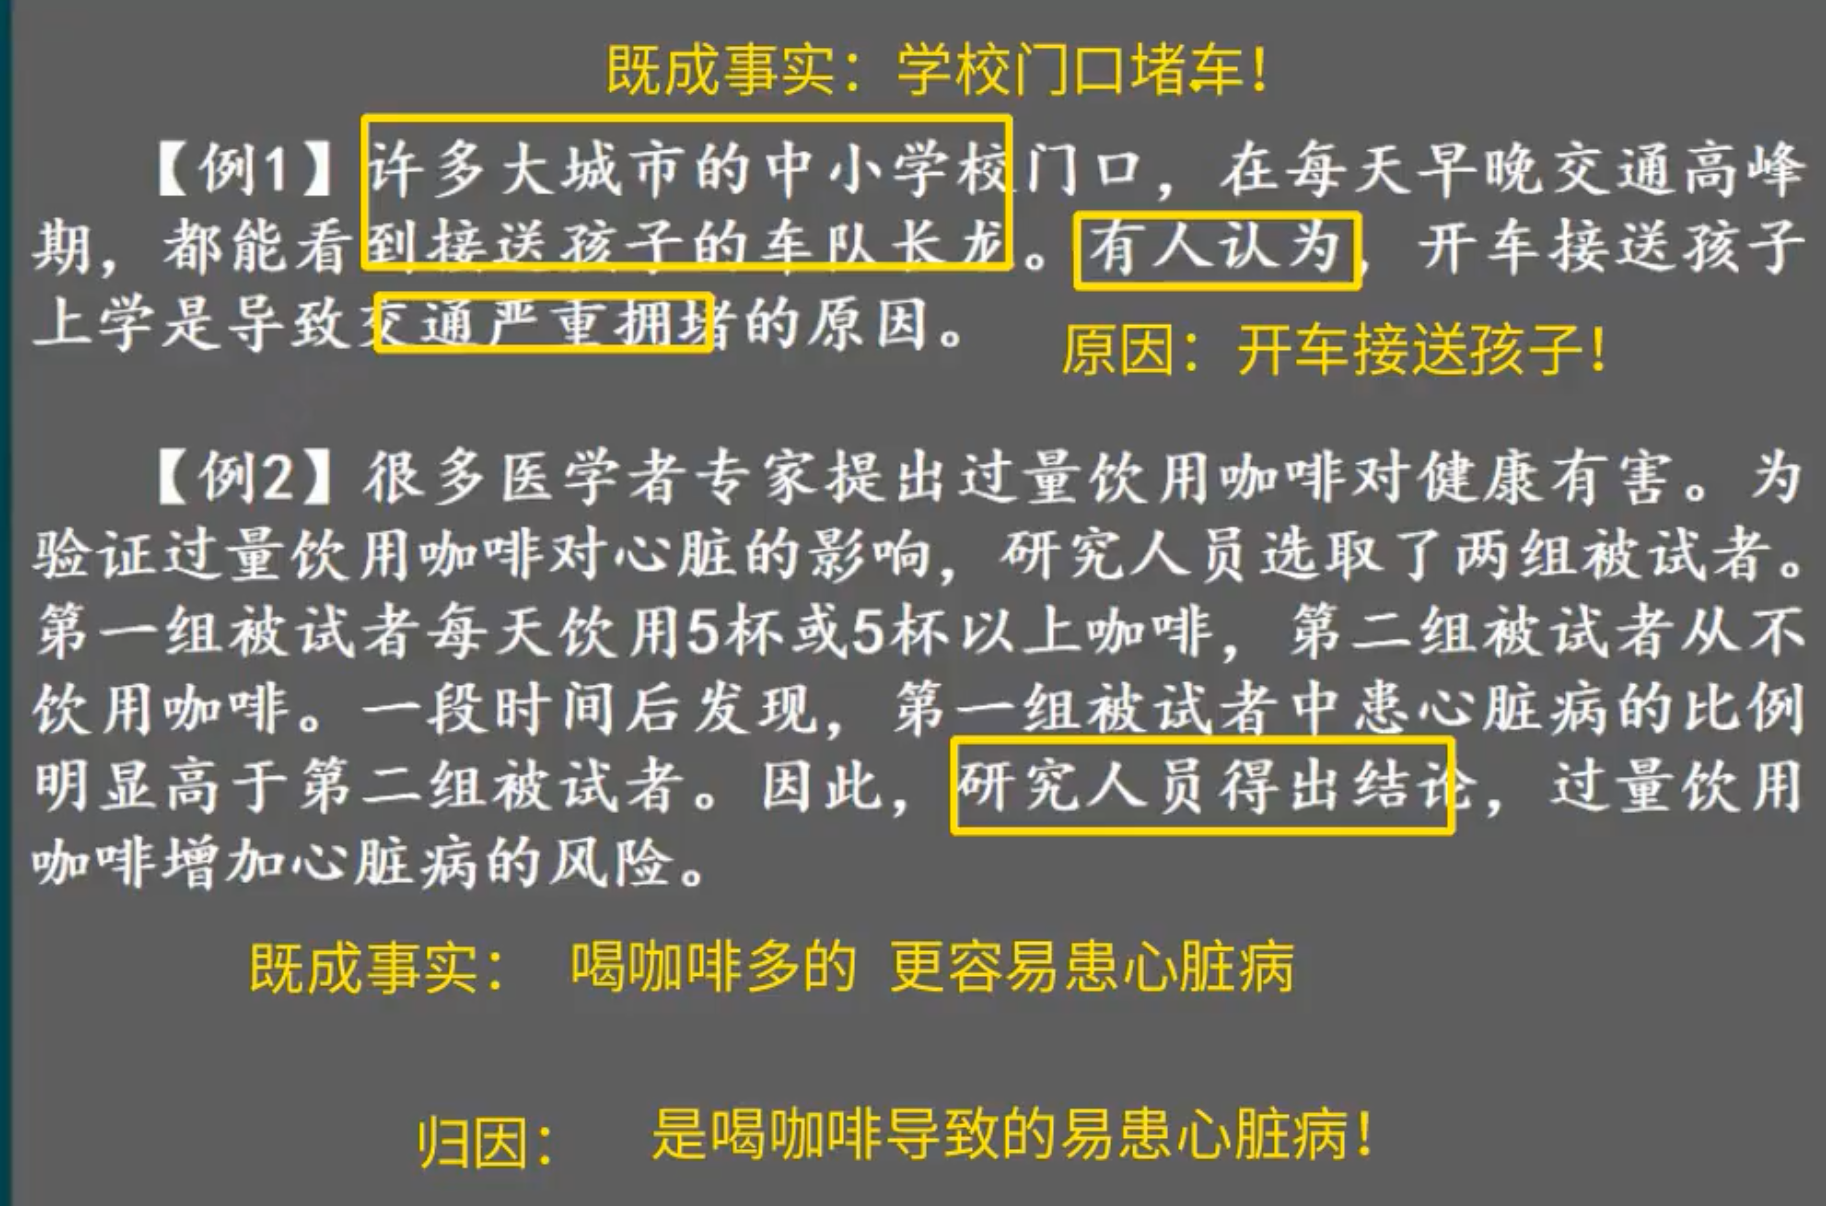 既成事实：学校门口堵车！
【例1】许多大城市的中小学校门口，在每天早晚交通高峰
期，都能看到接送孩子的车队长龙。有人认为，开车接送孩子
上学是导致交通严重拥堵的原因。
原因：开车接送孩子！
【例2】很多医学者专家提出过量饮用咖啡对健康有害。为
验证过量饮用咖啡对心脏的影响，研究人员选取了两组被试者。
第一组被试者每天饮用5杯或5杯以上咖啡，第二组被试者从不
饮用咖啡。一段时间后发现，第一组被试者中患心脏病的比例
明显高于第二组被试者。因此，研究人员得出结论，过量饮用
咖啡增加心脏病的风险。
既成事实： 喝咖啡多的 更容易患心脏病
归因： 是喝咖啡导致的易患心脏病！